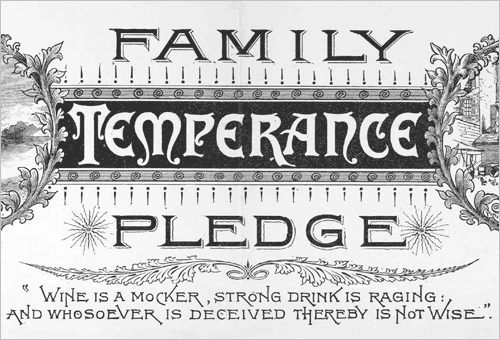 FAMILY
TEMPERANCE
PLEDGE
"WINE IS A MOCKER, STRONG DRINK IS RAGING:
AND WHOSOEVER IS DECEIVED THEREBY IS NOT WISE."